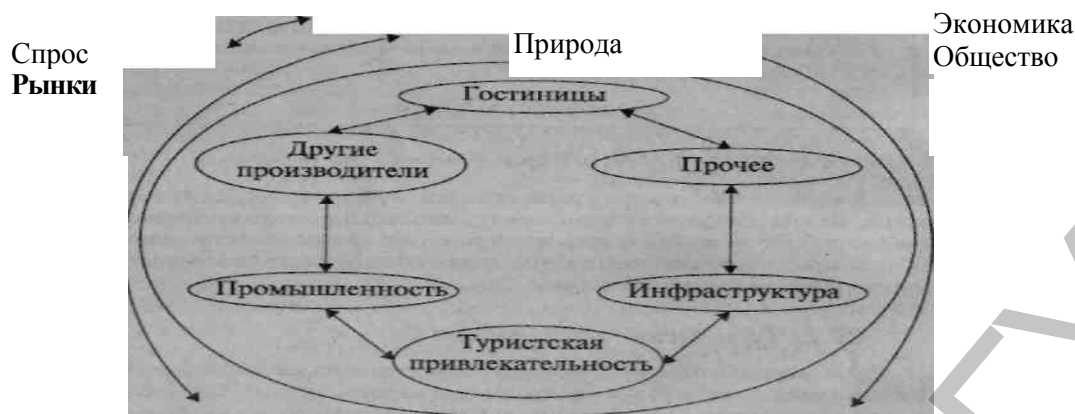 Спрос
Рынки
Природа
Экономика
Общество
Гостиницы
Другие
производители
Прочее
Промышленность
Инфраструктура
Туристская
привлекательность